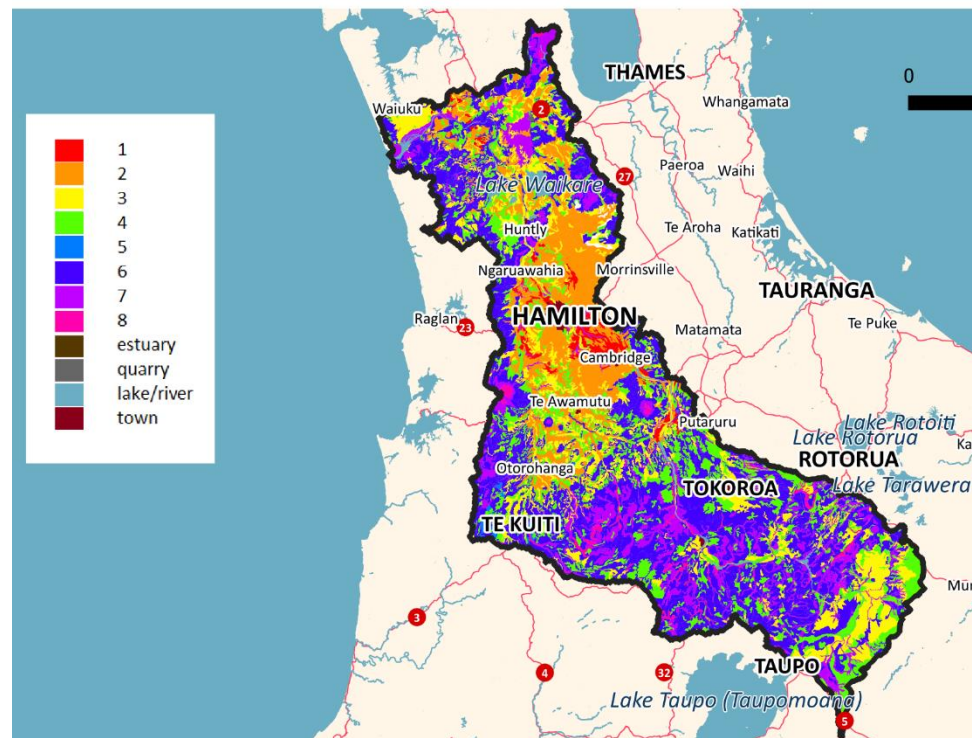 THAMES
0
Whangamata
Waiuku
2
1
2
3
4
5
6
7
8
estuary
quarry
lake/river
town
27
Paeroa
Waihi
Lake Waikare
Te Aroha
Katikati
Huntly
Ngaruawahia
Morrinsville
TAURANGA
Raglan
23
HAMILTON
Matamata
Te Puke
Cambridge
Te Awamutu
Putaruru
Lake Rotoiti
Lake Rotorua
Ka
ROTORUA
Otorohanga
TOKOROA
Lake Tarawera
TE KUITI
Mur
3
TAUPO
4
32
Lake Taupo (Taupomoana)
5